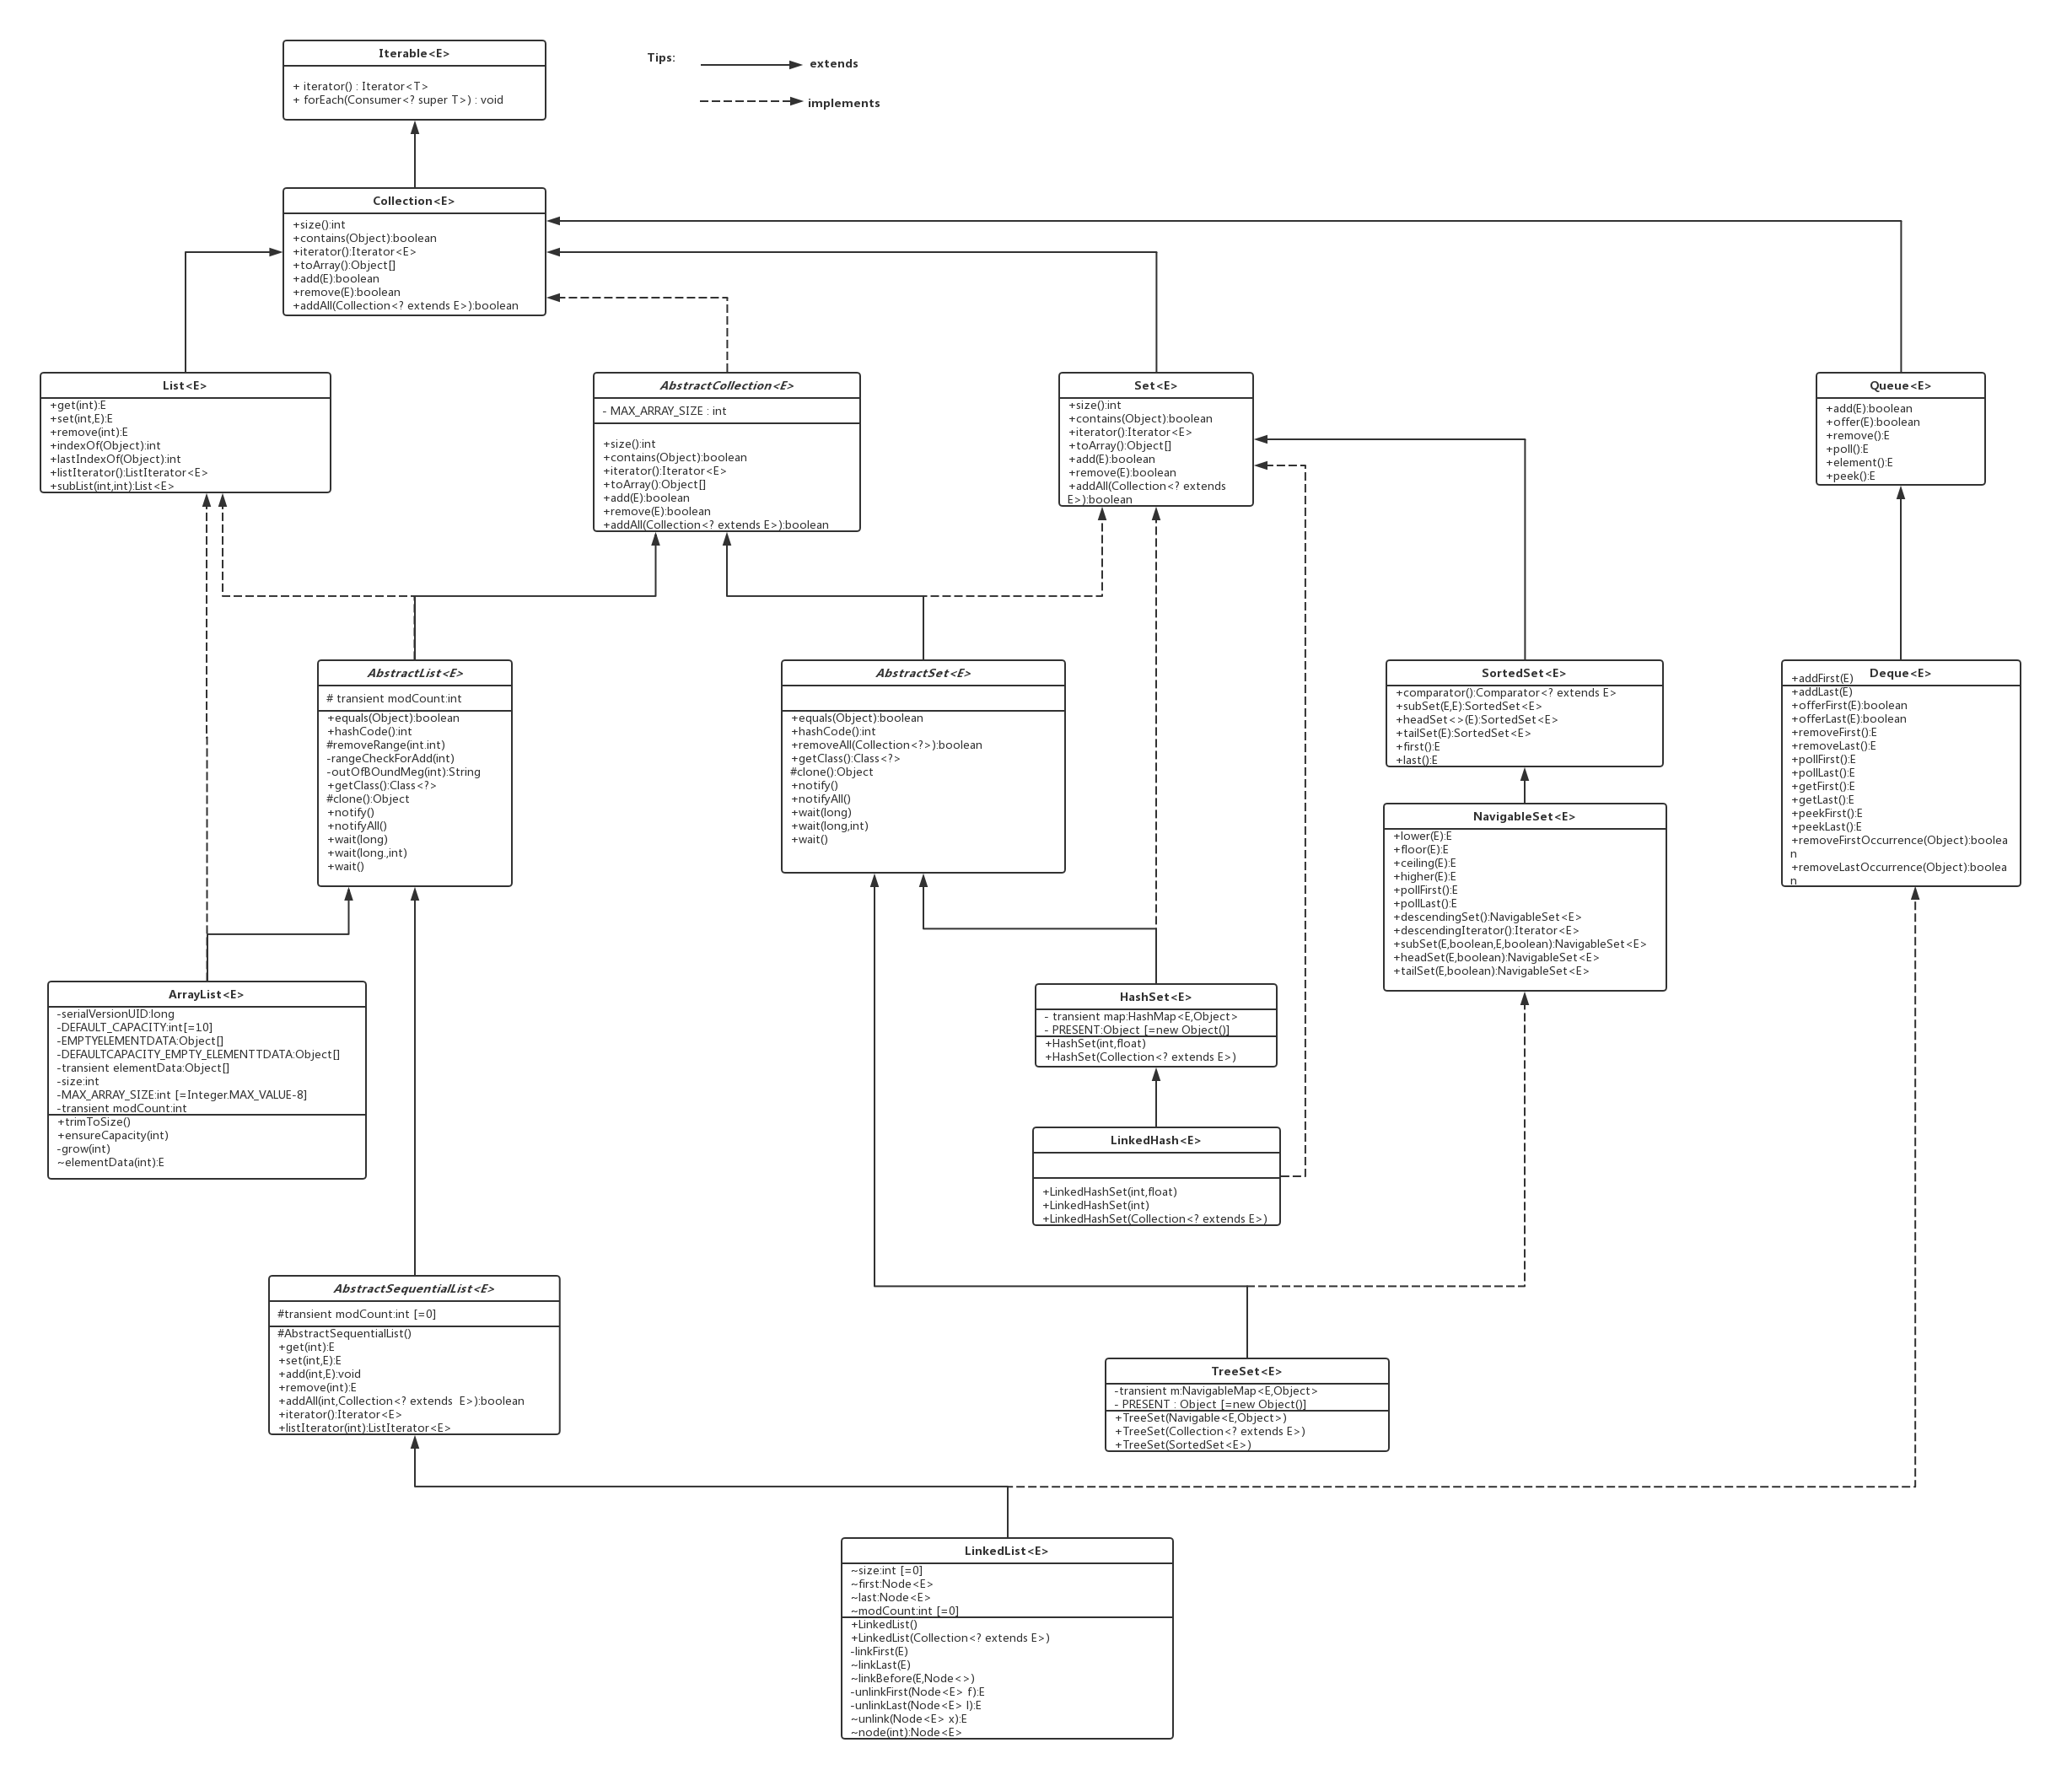 Iterable<E>
+ iterator() : Iterator<T>
+ forEach(Consumer<? super T>) : void
Tips:
extends
implements
Collection<E>
+size():int
+contains(Object):boolean
+iterator():Iterator<E>
+toArray():Object[]
+add(E):boolean
+remove(E):boolean
+addAll(Collection<? extends E>):boolean
List<E>
+get(int):E
+set(int,E):E
+remove(int):E
+indexOf(Object):int
+lastIndexOf(Object):int
+listIterator():ListIterator<E>
+subList(int,int):List<E>
AbstractCollection<E>
- MAX_ARRAY_SIZE : int
+size():int
+contains(Object):boolean
+iterator():Iterator<E>
+toArray():Object[]
+add(E):boolean
+remove(E):boolean
+addAll(Collection<? extends E>):boolean
Set<E>
+size():int
+contains(Object):boolean
+iterator():Iterator<E>
+toArray():Object[]
+add(E):boolean
+remove(E):boolean
+addAll(Collection<? extends
E>):boolean
Queue<E>
+add(E):boolean
+offer(E):boolean
+remove():E
+poll():E
+element():E
+peek():E
AbstractList<E>
# transient modCount:int
+equals(Object):boolean
+hashCode():int
#removeRange(int.int)
-rangeCheckForAdd(int)
-outOfBOundMeg(int):String
+getClass():Class<?>
#clone():Object
+notify()
+notifyAll()
+wait(long)
+wait(long.,int)
+wait()
AbstractSet<E>
+equals(Object):boolean
+hashCode():int
+removeAll(Collection<?>):boolean
+getClass():Class<?>
#clone():Object
+notify()
+notifyAll()
+wait(long)
+wait(long,int)
+wait()
SortedSet<E>
+comparator():Comparator<? extends E>
+subSet(E,E):SortedSet<E>
+headSet<>(E):SortedSet<E>
+tailSet(E):SortedSet<E>
+first():E
+last():E
Deque<E>
+addFirst(E)
+addLast(E)
+offerFirst(E):boolean
+offerLast(E):boolean
+removeFirst():E
+removeLast():E
+pollFirst():E
+pollLast():E
+getFirst():E
+getLast():E
+peekFirst():E
+peekLast():E
+removeFirstOccurrence(Object):boolea
n
+removeLastOccurrence(Object):boolea
n
NavigableSet<E>
+lower(E):E
+floor(E):E
+ceiling(E):E
+higher(E):E
+pollFirst():E
+pollLast():E
+descendingSet():NavigableSet<E>
+descendingIterator():Iterator<E>
+subSet(E,boolean,E,boolean):NavigableSet<E>
+headSet(E,boolean):NavigableSet<E>
+tailSet(E,boolean):NavigableSet<E>
ArrayList<E>
-serialVersionUID:long
-DEFAULT_CAPACITY:int[=10]
-EMPTYELEMENTDATA:Object[]
-DEFAULTCAPACITY_EMPTY_ELEMENTTDATA:Object[]
-transient elementData:Object[]
-size:int
-MAX_ARRAY_SIZE:int [=Integer.MAX_VALUE-8]
-transient modCount:int
+trimToSize()
+ensureCapacity(int)
-grow(int)
~elementData(int):E
HashSet<E>
- transient map:HashMap<E,Object>
- PRESENT:Object [=new Object()]
+HashSet(int,float)
+HashSet(Collection<? extends E>)
LinkedHash<E>
+LinkedHashSet(int,float)
+LinkedHashSet(int)
+LinkedHashSet(Collection<? extends E>)
AbstractSequentialList<E>
#transient modCount:int [=0]
#AbstractSequentialList()
+get(int):E
+set(int,E):E
+add(int,E):void
+remove(int):E
+addAll(int,Collection<? extends  E>):boolean
+iterator():Iterator<E>
+listIterator(int):ListIterator<E>
TreeSet<E>
-transient m:NavigableMap<E,Object>
- PRESENT : Object [=new Object()]
+TreeSet(Navigable<E,Object>)
+TreeSet(Collection<? extends E>)
+TreeSet(SortedSet<E>)
LinkedList<E>
~size:int [=0]
~first:Node<E>
~last:Node<E>
~modCount:int [=0]
+LinkedList()
+LinkedList(Collection<? extends E>)
-linkFirst(E)
~linkLast(E)
~linkBefore(E,Node<>)
-unlinkFirst(Node<E> f):E
-unlinkLast(Node<E> l):E
~unlink(Node<E> x):E
~node(int):Node<E>